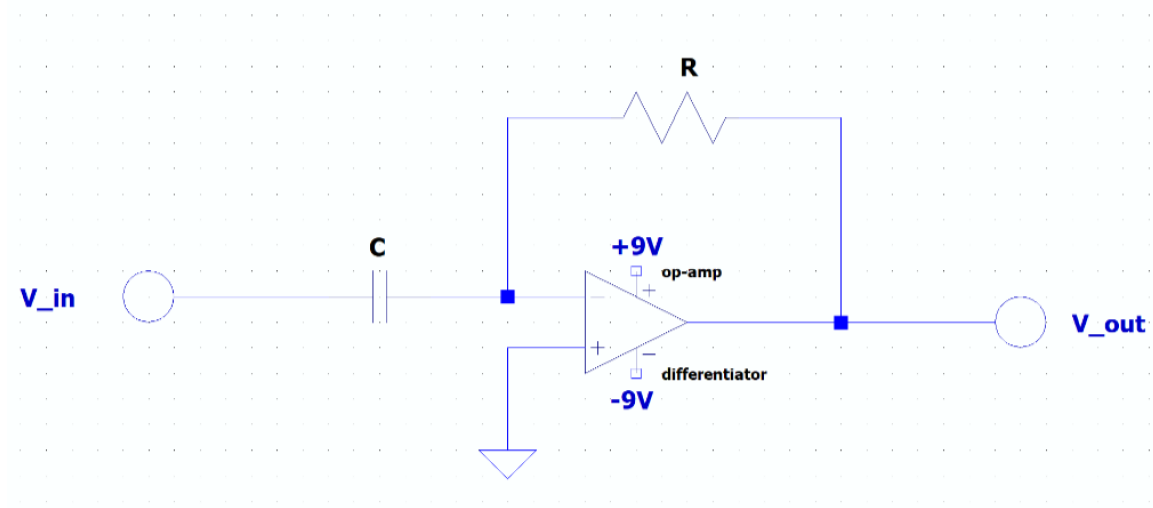 R
C
+9V
op-amp
+
V_in
−
V_out
+
−
differentiator
-9V